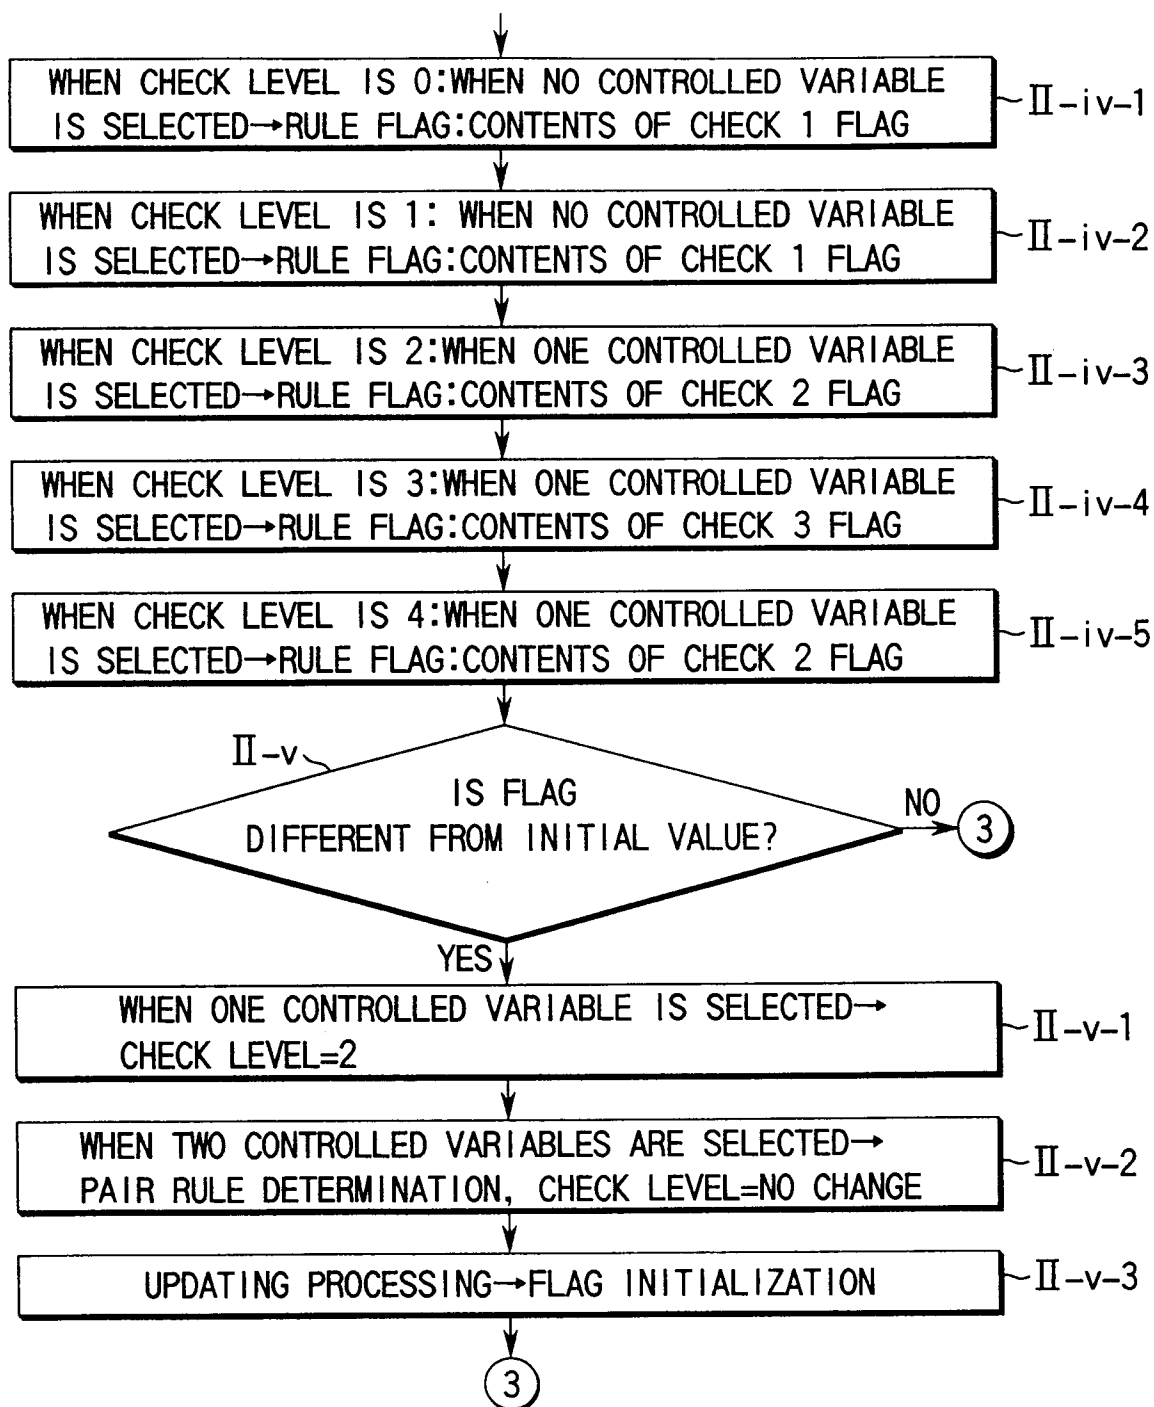 WHEN CHECK LEVEL IS 0:WHEN NO CONTROLLED VARIABLE
IS SELECTED→RULE FLAG:CONTENTS OF CHECK 1 FLAG
II-iv-1
WHEN CHECK LEVEL IS 1: WHEN NO CONTROLLED VARIABLE
IS SELECTED→RULE FLAG:CONTENTS OF CHECK 1 FLAG
II-iv-2
WHEN CHECK LEVEL IS 2:WHEN ONE CONTROLLED VARIABLE
IS SELECTED→RULE FLAG:CONTENTS OF CHECK 2 FLAG
II-iv-3
WHEN CHECK LEVEL IS 3:WHEN ONE CONTROLLED VARIABLE
IS SELECTED→RULE FLAG:CONTENTS OF CHECK 3 FLAG
II-iv-4
WHEN CHECK LEVEL IS 4:WHEN ONE CONTROLLED VARIABLE
IS SELECTED→RULE FLAG:CONTENTS OF CHECK 2 FLAG
II-iv-5
II-v
IS FLAG
DIFFERENT FROM INITIAL VALUE?
NO
3
YES
WHEN ONE CONTROLLED VARIABLE IS SELECTED→
CHECK LEVEL=2
II-v-1
WHEN TWO CONTROLLED VARIABLES ARE SELECTED→
PAIR RULE DETERMINATION, CHECK LEVEL=NO CHANGE
II-v-2
UPDATING PROCESSING→FLAG INITIALIZATION
II-v-3
3